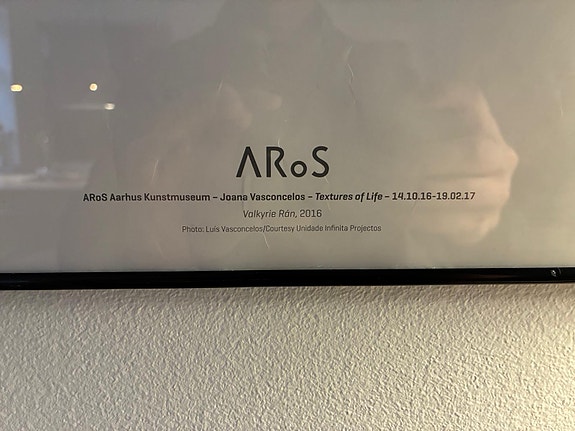 ARoS
ARoS Aarhus Kunstmuseum – Joana Vasconcelos – Textures of Life – 14.10.16-19.02.17
Valkyrie Rán, 2016
Photo: Luís Vasconcelos/Courtesy Unidade Infinita Projectos